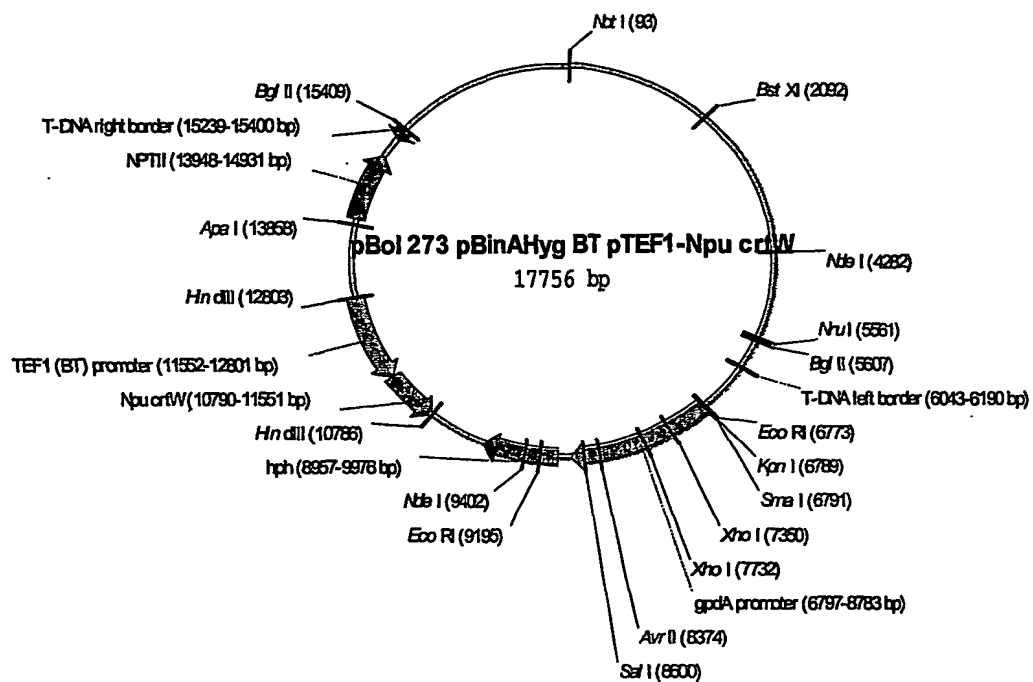 Not I (93)
Bst XI (2092)
Nde I (4282)
Nru I (5561)
Bgl II (5607)
T-DNA left border (6043-6190 bp)
Eco RI (6773)
Kpn I (6789)
Sma I (6791)
Xho I (7350)
Xho I (7732)
gpdA promoter (6797-8783 bp)
Avr II (8374)
Sal I (8600)
Eco RI (9195)
Nde I (9402)
hph (8957-9978 bp)
Hin dIII (10786)
Npu crtW (10790-11551 bp)
TEF1 (BT) promoter (11552-12801 bp)
Hin dIII (12803)
Apa I (13858)
NPTII (13948-14931 bp)
T-DNA right border (15239-15400 bp)
Bgl II (15409)
pBol 273 pBinAHyg BT pTEF1-Npu crtW
17756 bp